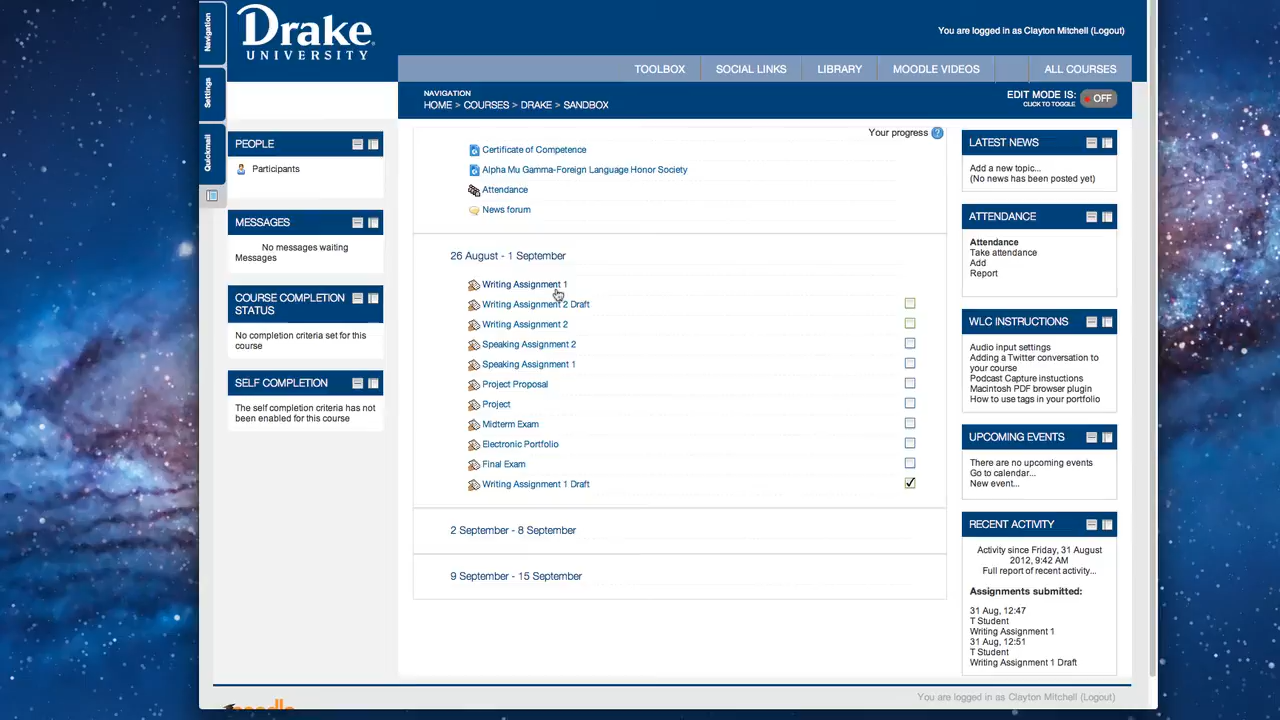 Navigation
Settings
Quickmail
Drake
UNIVERSITY
You are logged in as Clayton Mitchell (Logout)
TOOLBOX
SOCIAL LINKS
LIBRARY
MOODLE VIDEOS
ALL COURSES
NAVIGATION
HOME > COURSES > DRAKE > SANDBOX
EDIT MODE IS:
CLICK TO TOGGLE
OFF
PEOPLE
Participants
MESSAGES
No messages waiting
Messages
COURSE COMPLETION
STATUS
No completion criteria set for this
course
SELF COMPLETION
The self completion criteria has not
been enabled for this course
Your progress
Certificate of Competence
Alpha Mu Gamma-Foreign Language Honor Society
Attendance
News forum
26 August - 1 September
Writing Assignment 1
Writing Assignment 2 Draft
Writing Assignment 2
Speaking Assignment 2
Speaking Assignment 1
Project Proposal
Project
Midterm Exam
Electronic Portfolio
Final Exam
Writing Assignment 1 Draft
2 September - 8 September
9 September - 15 September
LATEST NEWS
Add a new topic...
(No news has been posted yet)
ATTENDANCE
Attendance
Take attendance
Add
Report
WLC INSTRUCTIONS
Audio input settings
Adding a Twitter conversation to
your course
Podcast Capture instuctions
Macintosh PDF browser plugin
How to use tags in your portfolio
UPCOMING EVENTS
There are no upcoming events
Go to calendar...
New event...
RECENT ACTIVITY
Activity since Friday, 31 August
2012, 9:42 AM
Full report of recent activity...
Assignments submitted:
31 Aug, 12:47
T Student
Writing Assignment 1
31 Aug, 12:51
T Student
Writing Assignment 1 Draft
You are logged in as Clayton Mitchell (Logout)
moodle